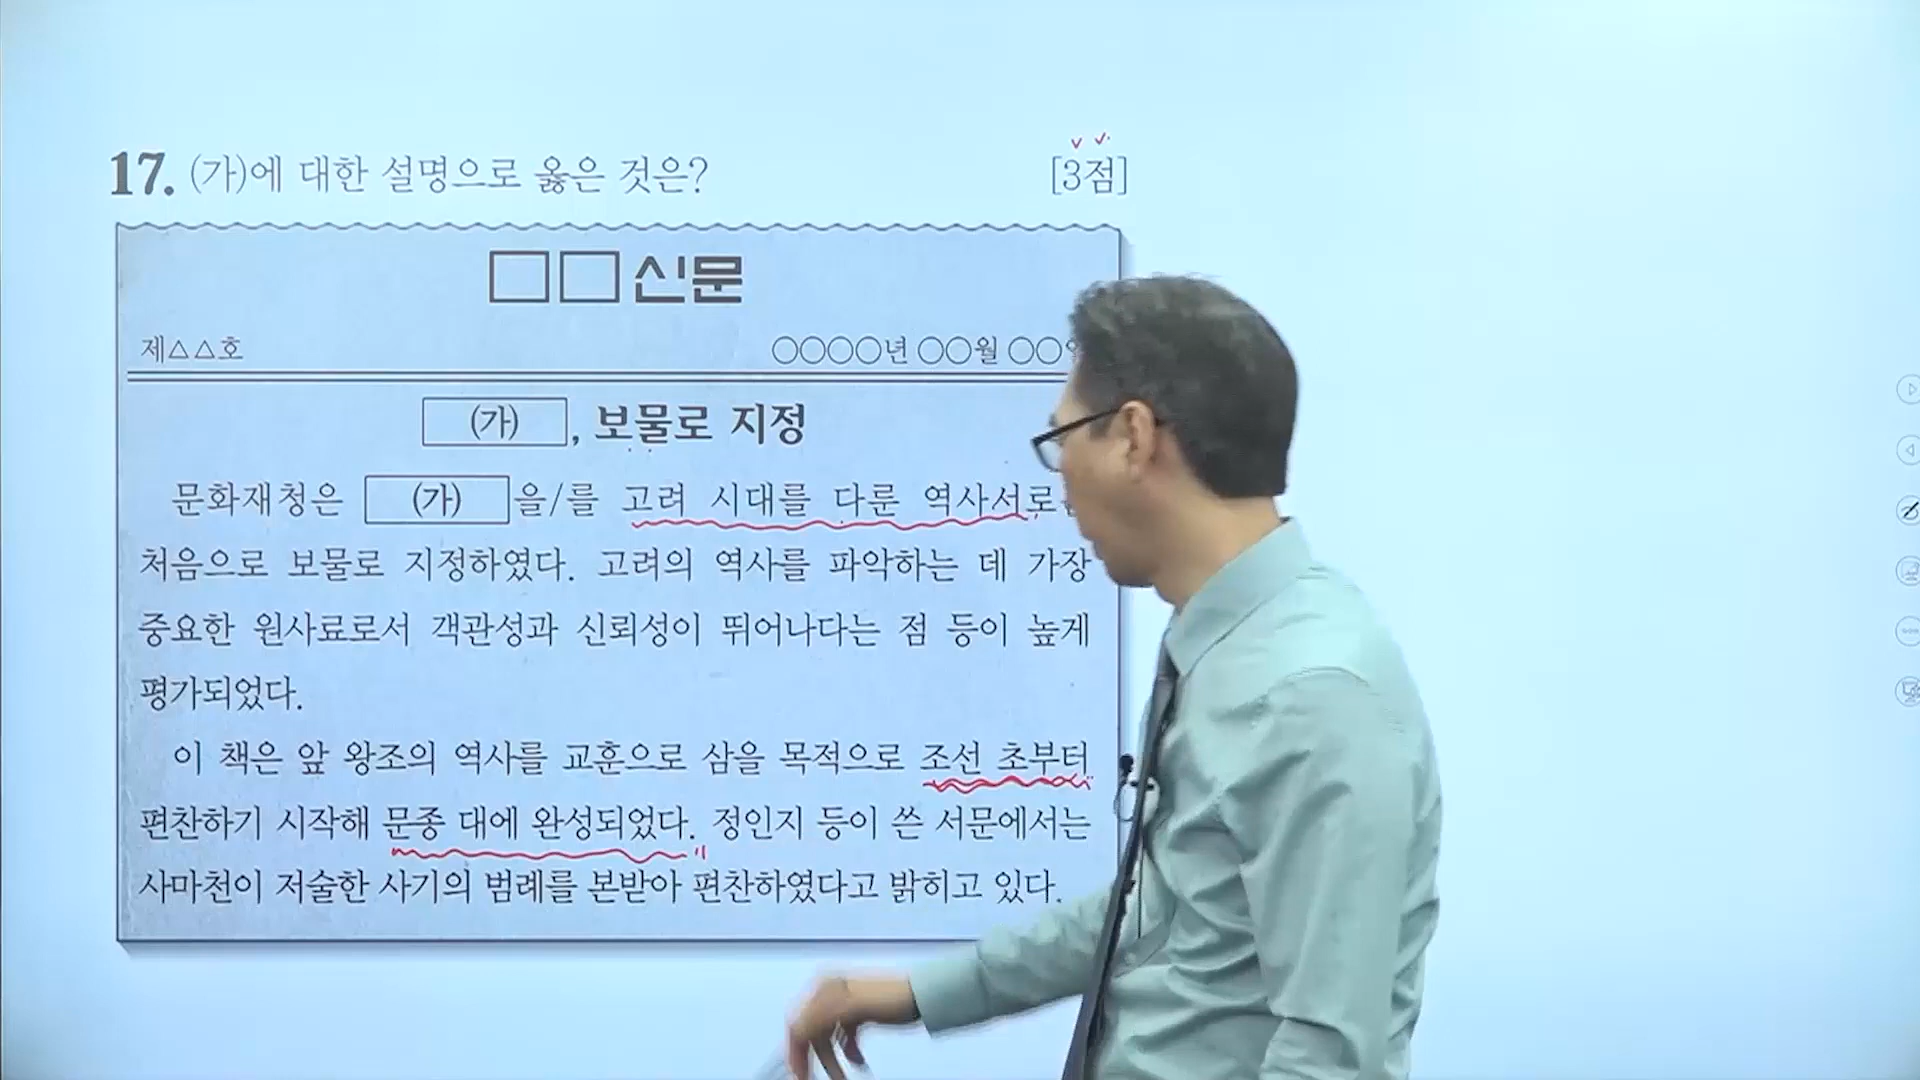 17. (가)에 대한 설명으로 옳은 것은? [3점]
□□신문
제△△호 ○○○○년 ○○월 ○○
(가), 보물로 지정
문화재청은 (가) 을/를 고려 시대를 다룬 역사서로는
처음으로 보물로 지정하였다. 고려의 역사를 파악하는 데 가장
중요한 원사료로서 객관성과 신뢰성이 뛰어나다는 점 등이 높게
평가되었다.
이 책은 앞 왕조의 역사를 교훈으로 삼을 목적으로 조선 초부터
편찬하기 시작해 문종 대에 완성되었다. 정인지 등이 쓴 서문에서는
사마천이 저술한 사기의 범례를 본받아 편찬하였다고 밝히고 있다.